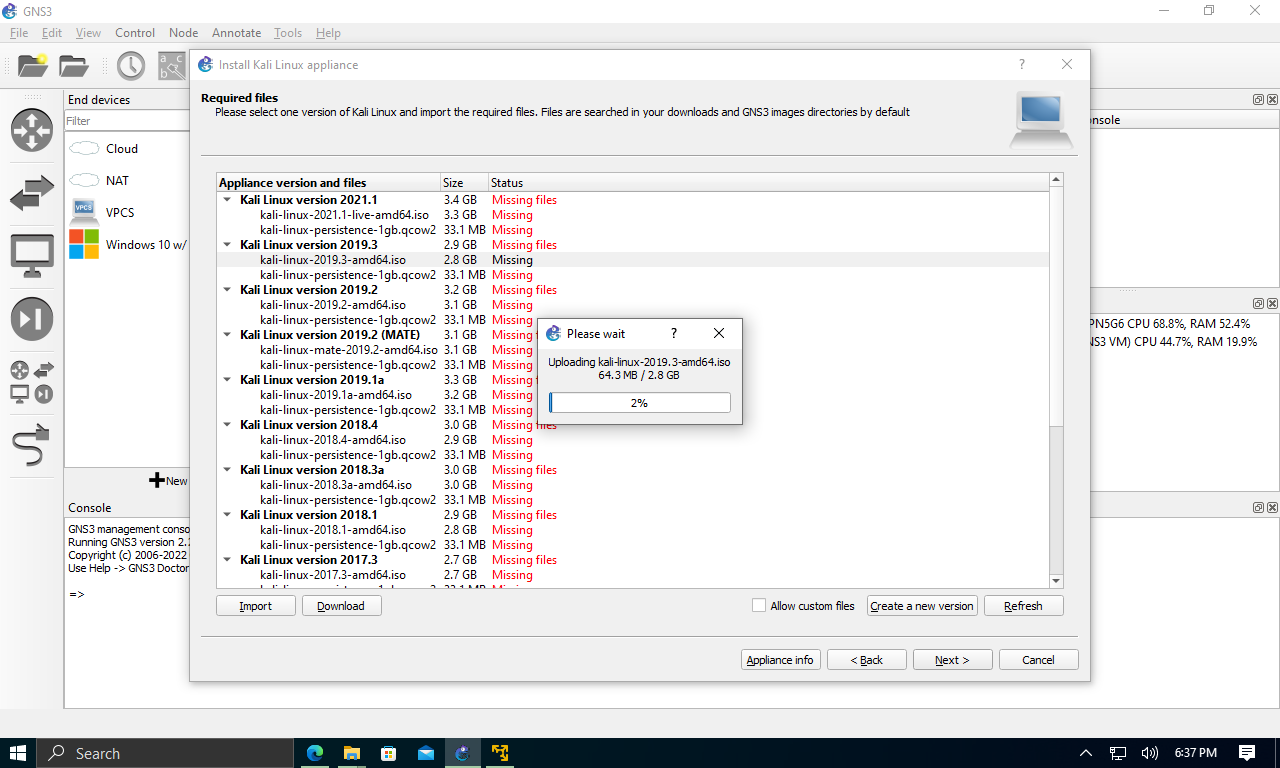 GNS3
File Edit View Control Node Annotate Tools Help
Install Kali Linux appliance
?
Required files
Please select one version of Kali Linux and import the required files. Files are searched in your downloads and GNS3 images directories by default
End devices
Filter
Cloud
NAT
VPCS
VPCS
Windows 10 w/
New
Appliance version and files Size Status
Kali Linux version 2021.1 3.4 GB Missing files
kali-linux-2021.1-live-amd64.iso 3.3 GB Missing
kali-linux-persistence-1gb.qcow2 33.1 MB Missing
Kali Linux version 2019.3 2.9 GB Missing files
kali-linux-2019.3-amd64.iso 2.8 GB Missing
kali-linux-persistence-1gb.qcow2 33.1 MB Missing
Kali Linux version 2019.2 3.2 GB Missing files
kali-linux-2019.2-amd64.iso 3.1 GB Missing
kali-linux-persistence-1gb.qcow2 33.1 MB Missing
Kali Linux version 2019.2 (MATE) 3.1 GB Missing
kali-linux-mate-2019.2-amd64.iso 3.1 GB Missing
kali-linux-persistence-1gb.qcow2 33.1 MB Missing
Kali Linux version 2019.1a 3.3 GB Missing
kali-linux-2019.1a-amd64.iso 3.2 GB Missing
kali-linux-persistence-1gb.qcow2 33.1 MB Missing
Kali Linux version 2018.4 3.0 GB Missing files
kali-linux-2018.4-amd64.iso 2.9 GB Missing
kali-linux-persistence-1gb.qcow2 33.1 MB Missing
Kali Linux version 2018.3a 3.0 GB Missing files
kali-linux-2018.3a-amd64.iso 3.0 GB Missing
kali-linux-persistence-1gb.qcow2 33.1 MB Missing
Kali Linux version 2018.1 2.9 GB Missing files
kali-linux-2018.1-amd64.iso 2.8 GB Missing
kali-linux-persistence-1gb.qcow2 33.1 MB Missing
Kali Linux version 2017.3 2.7 GB Missing files
kali-linux-2017.3-amd64.iso 2.7 GB Missing
kali-linux-persistence-1gb.qcow2 33.1 MB Missing
Please wait ?
Uploading kali-linux-2019.3-amd64.iso
64.3 MB / 2.8 GB
2%
Import Download Allow custom files Create a new version Refresh
Appliance info < Back Next > Cancel
onsole
PN5G6 CPU 68.8%, RAM 52.4%
NS3 VM) CPU 44.7%, RAM 19.9%
Console
GNS3 management conso
Running GNS3 version 2.
Copyright (c) 2006-2022
Use Help -> GNS3 Doctor
=>
Search
6:37 PM